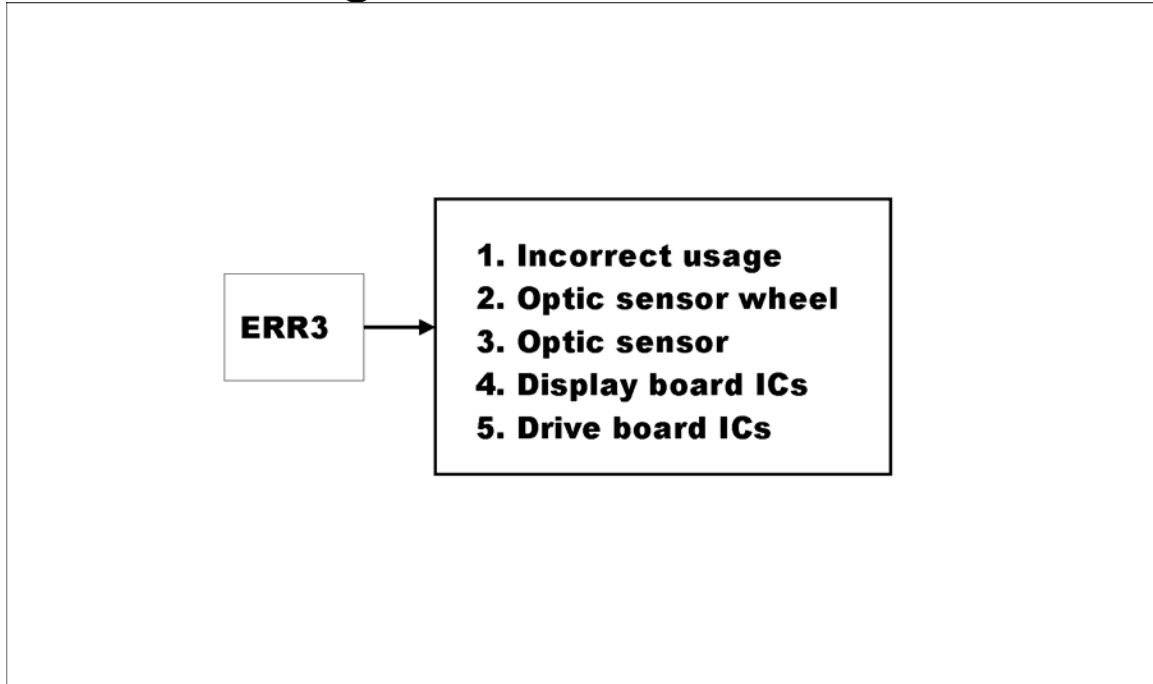 ERR3
1. Incorrect usage
2. Optic sensor wheel
3. Optic sensor
4. Display board ICs
5. Drive board ICs